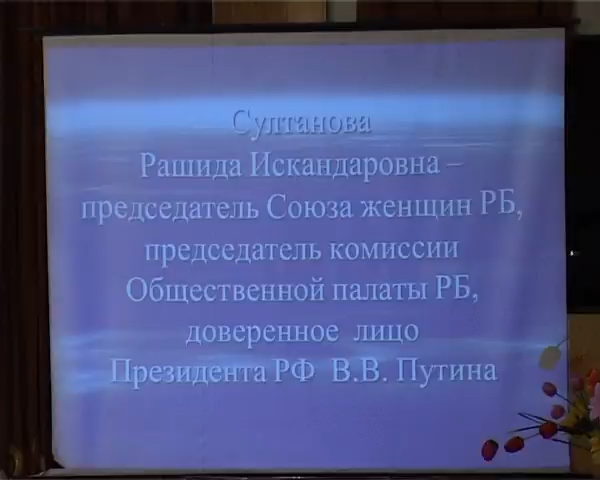 Султанова
Рашида Искандаровна –
председатель Союза женщин РБ,
председатель комиссии
Общественной палаты РБ,
доверенное лицо
Президента РФ В.В. Путина